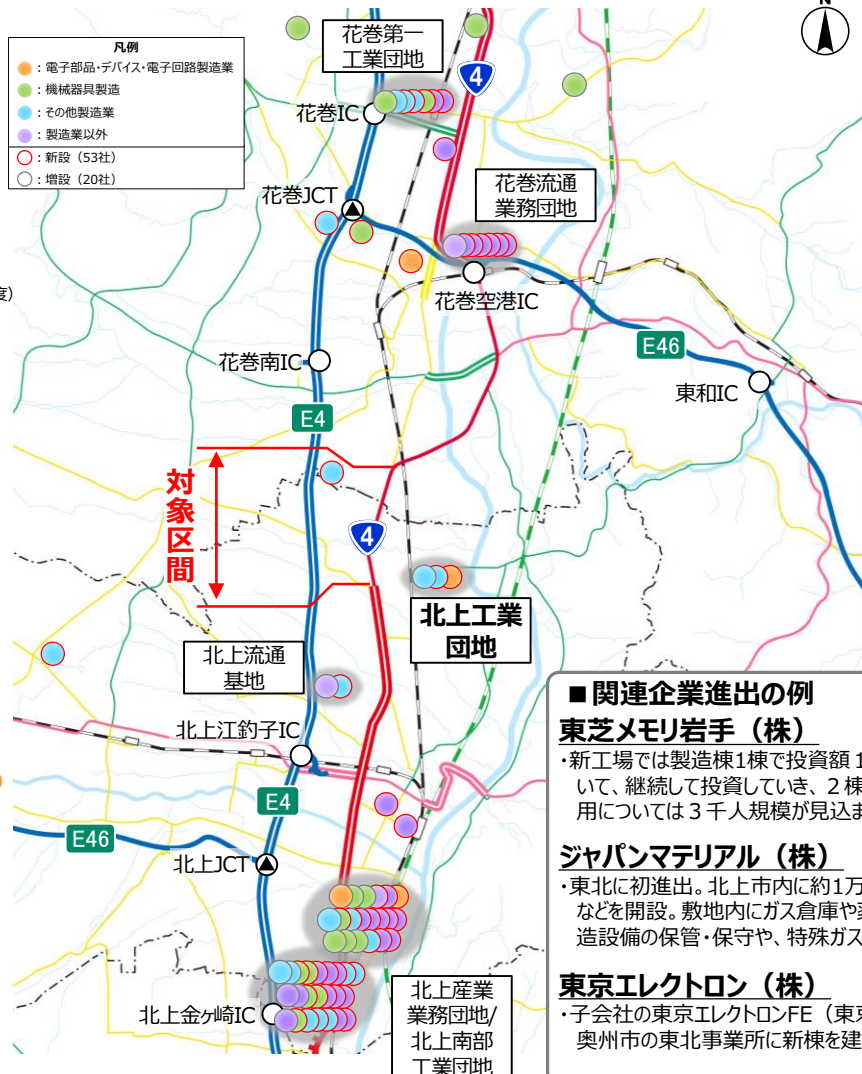 N
凡例
：電子部品・デバイス・電子回路製造業
：機械器具製造
：その他製造業
：製造業以外
：新設（53社）
：増設（20社）
花巻第一
工業団地
4
花巻IC
花巻JCT
花巻流通
業務団地
度）
花巻空港IC
E46
花巻南IC
東和IC
E4
対象区間
4
北上工業
団地
北上流通
基地
北上江釣子IC
E4
E46
北上JCT
北上金ヶ崎IC
北上産業
業務団地/
北上南部
工業団地
■関連企業進出の例
東芝メモリ岩手（株）
・新工場では製造棟1棟で投資額1
いて、継続して投資していき、２棟
用については３千人規模が見込ま
ジャパンマテリアル（株）
・東北に初進出。北上市内に約1万
などを開設。敷地内にガス倉庫や
造設備の保管・保守や、特殊ガス
東京エレクトロン（株）
・子会社の東京エレクトロンFE（東
奥州市の東北事業所に新棟を建